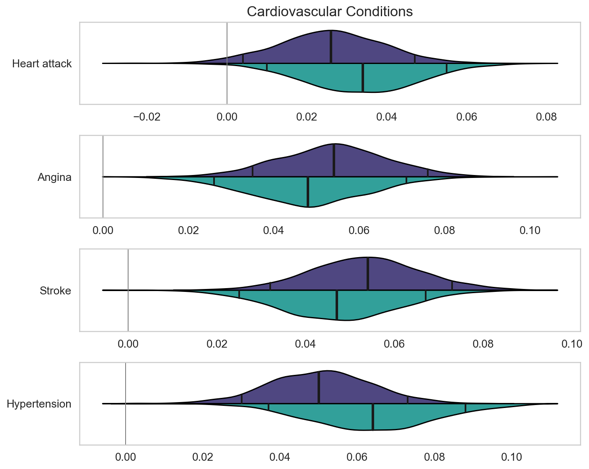 Cardiovascular Conditions
Heart attack
−0.02 0.00 0.02 0.04 0.06 0.08
Angina
0.00 0.02 0.04 0.06 0.08 0.10
Stroke
0.00 0.02 0.04 0.06 0.08 0.10
Hypertension
0.00 0.02 0.04 0.06 0.08 0.10